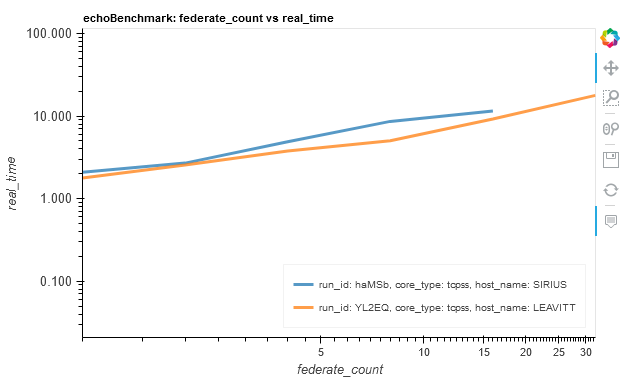 echoBenchmark: federate_count vs real_time
100.000
10.000
1.000
0.100
real_time
run_id: haMSb, core_type: tcpss, host_name: SIRIUS
run_id: YL2EQ, core_type: tcpss, host_name: LEAVITT
5 10 15 20 25 30
federate_count